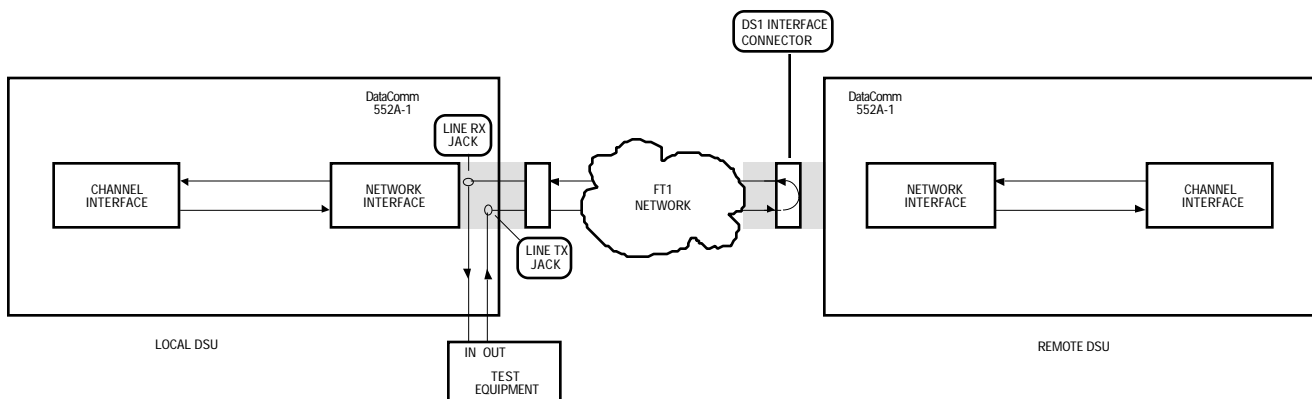 DS1 INTERFACE
CONNECTOR
DataComm
552A-1
LINE RX
JACK
CHANNEL
INTERFACE
NETWORK
INTERFACE
LINE TX
JACK
FT1
NETWORK
DataComm
552A-1
NETWORK
INTERFACE
CHANNEL
INTERFACE
LOCAL DSU
IN OUT
TEST
EQUIPMENT
REMOTE DSU